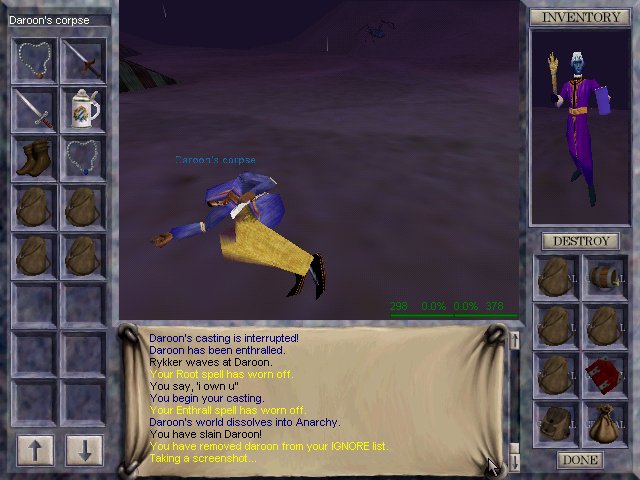 Daroon's corpse
INVENTORY
Daroon's corpse
DESTROY
298 0.0% 0.0% 378
Daroon's casting is interrupted!
Daroon has been enthralled.
Rykker waves at Daroon.
Your Root spell has worn off.
You say, 'i own u'
You begin your casting.
Your Enthrall spell has worn off.
Daroon's world dissolves into Anarchy.
You have slain Daroon!
You have removed daroon from your IGNORE list.
Taking a screenshot...
DONE